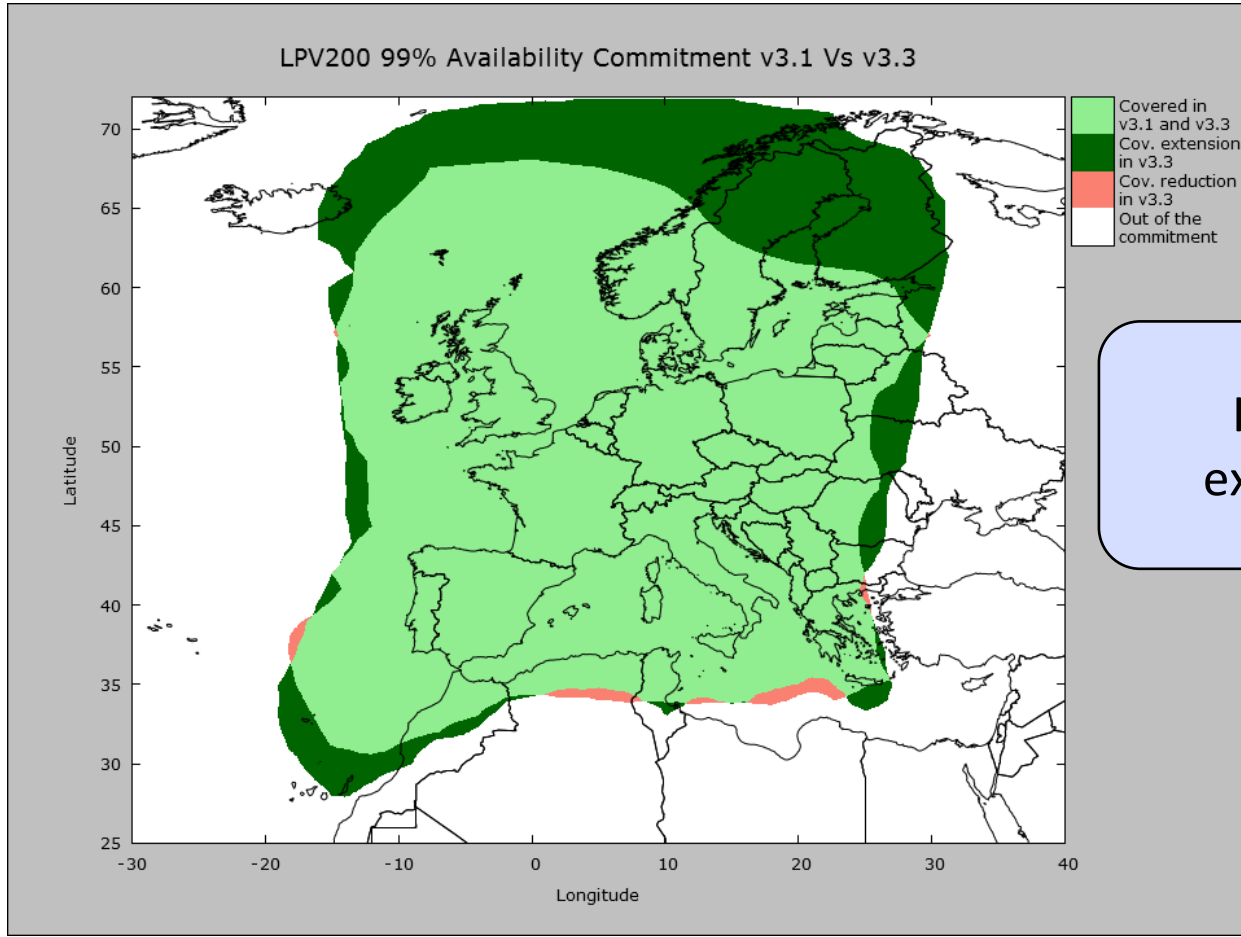 LPV200 99% Availability Commitment v3.1 Vs v3.3
Covered in
v3.1 and v3.3
Cov. extension
in v3.3
Cov. reduction
in v3.3
Out of the
commitment
Latitude
70
65
60
55
50
45
40
35
30
25
-30 -20 -10 0 10 20 30 40
Longitude